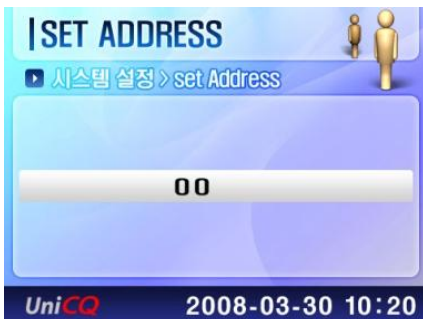 SET ADDRESS
시스템 설정 > set Address
00
UniCQ 2008-03-30 10:20